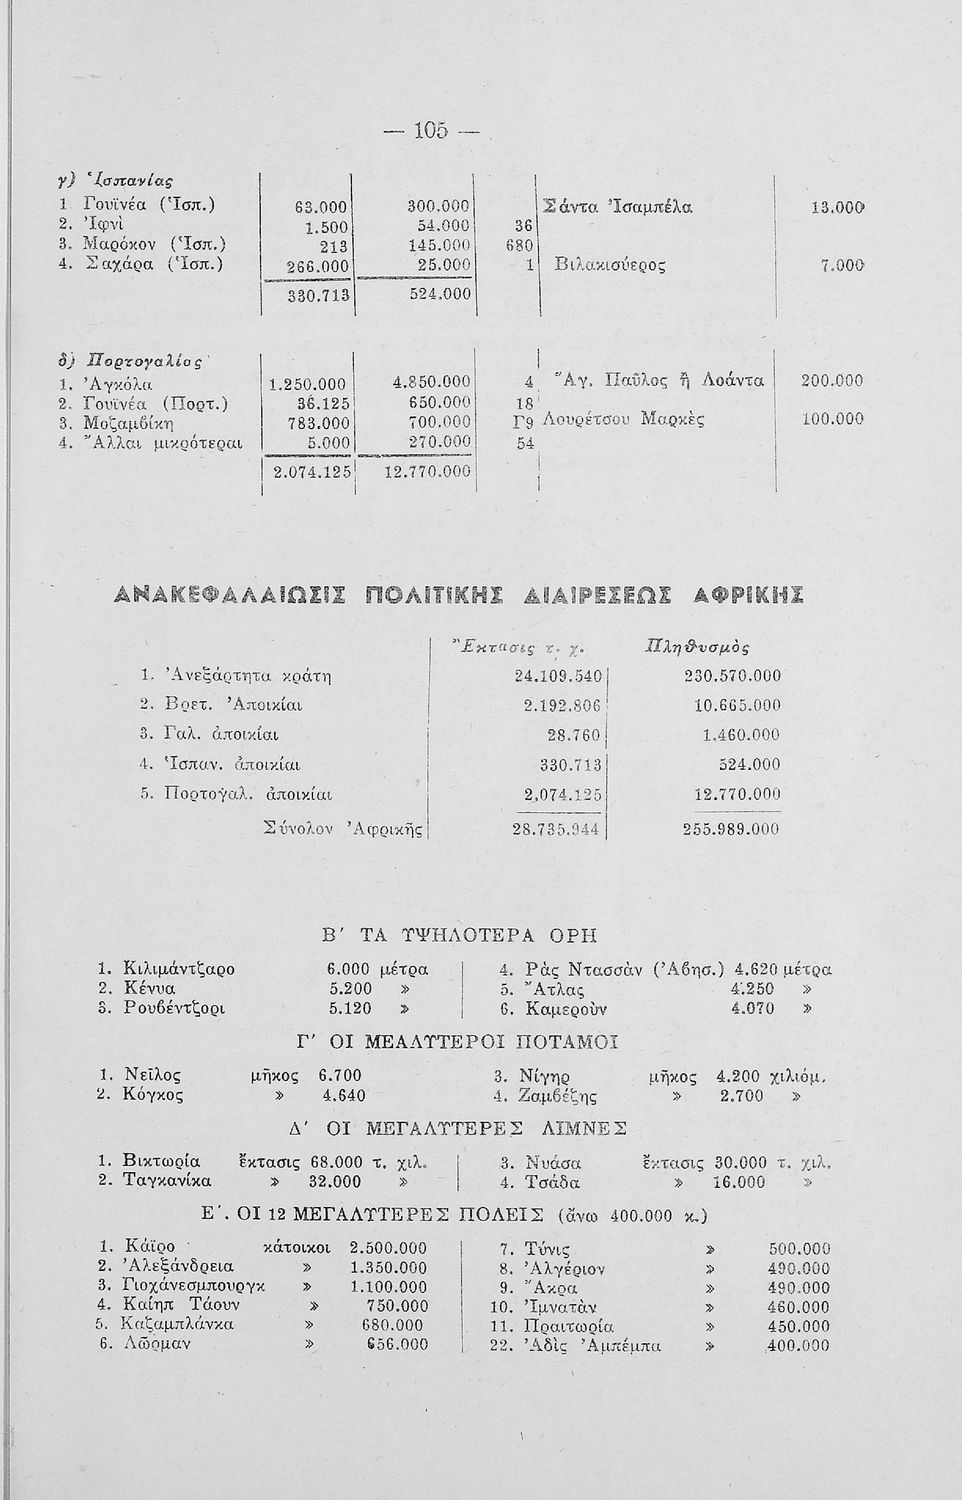 — 105 —
γ) Ἱσπανίας
1 Γουϊνέα (Ἱσπ.) 63.000 300.000 Σάντα Ἰσαμπέλα 13.000
2. Ἰφνὶ 1.500 54.000 36
3. Μαρόκον (Ἱσπ.) 213 145.000 680
4. Σαχάρα (Ἱσπ.) 266.000 25.000 1 Βιλακισύερος 7.000
330.713 524.000
δ) Πορτογαλίας
1. Ἀγκόλα 1.250.000 4.850.000 4 Ἅγ. Παῦλος ἢ Λοάντα 200.000
2. Γουϊνέα (Πορτ.) 36.125 650.000 18
3. Μοζαμβίκη 783.000 700.000 Γ9 Λουρέτσου Μαρκὲς 100.000
4. Ἄλλαι μικρότεραι 5.000 270.000 54
2.074.125 12.770.000
ΑΝΑΚΕΦΑΛΑΙΩΣΙΣ ΠΟΛΙΤΙΚΗΣ ΔΙΑΙΡΕΣΕΩΣ ΑΦΡΙΚΗΣ
Ἔκτασις τ. χ. Πληθυσμὸς
1. Ἀνεξάρτητα κράτη 24.109.540 230.570.000
2. Βρετ. Ἀποικίαι 2.192.806 10.665.000
3. Γαλ. ἀποικίαι 28.760 1.460.000
4. Ἱσπαν. ἀποικίαι 330.713 524.000
5. Πορτογαλ. ἀποικίαι 2.074.125 12.770.000
Σύνολον Ἀφρικῆς 28.735.944 255.989.000
Β′ ΤΑ ΥΨΗΛΟΤΕΡΑ ΟΡΗ
1. Κιλιμάντζαρο 6.000 μέτρα 4. Ρὰς Ντασσὰν (Ἀβησ.) 4.620 μέτρα
2. Κένυα 5.200 » 5. Ἄτλας 4.250 »
3. Ρουβέντζορι 5.120 » 6. Καμεροὺν 4.070 »
Γ′ ΟΙ ΜΕΑΛΥΤΕΡΟΙ ΠΟΤΑΜΟΙ
1. Νεῖλος μῆκος 6.700 3. Νίγηρ μῆκος 4.200 χιλιόμ.
2. Κόγκος » 4.640 4. Ζαμβέζης » 2.700 »
Δ′ ΟΙ ΜΕΓΑΛΥΤΕΡΕΣ ΛΙΜΝΕΣ
1. Βικτωρία ἔκτασις 68.000 τ. χιλ. 3. Νυάσα ἔκτασις 30.000 τ. χιλ.
2. Ταγκανίκα » 32.000 » 4. Τσάδα » 16.000 »
Ε′. ΟΙ 12 ΜΕΓΑΛΥΤΕΡΕΣ ΠΟΛΕΙΣ (ἄνω 400.000 κ.)
1. Κάϊρο κάτοικοι 2.500.000 7. Τύνις » 500.000
2. Ἀλεξάνδρεια » 1.350.000 8. Ἀλγέριον » 490.000
3. Γιοχάνεσμπουργκ » 1.100.000 9. Ἄκρα » 490.000
4. Καίηπ Τάουν » 750.000 10. Ἰμνατὰν » 460.000
5. Καζαμπλάνκα » 680.000 11. Πραιτωρία » 450.000
6. Λῶρμαν » 656.000 22. Ἀδὶς Ἀμπέμπα » 400.000